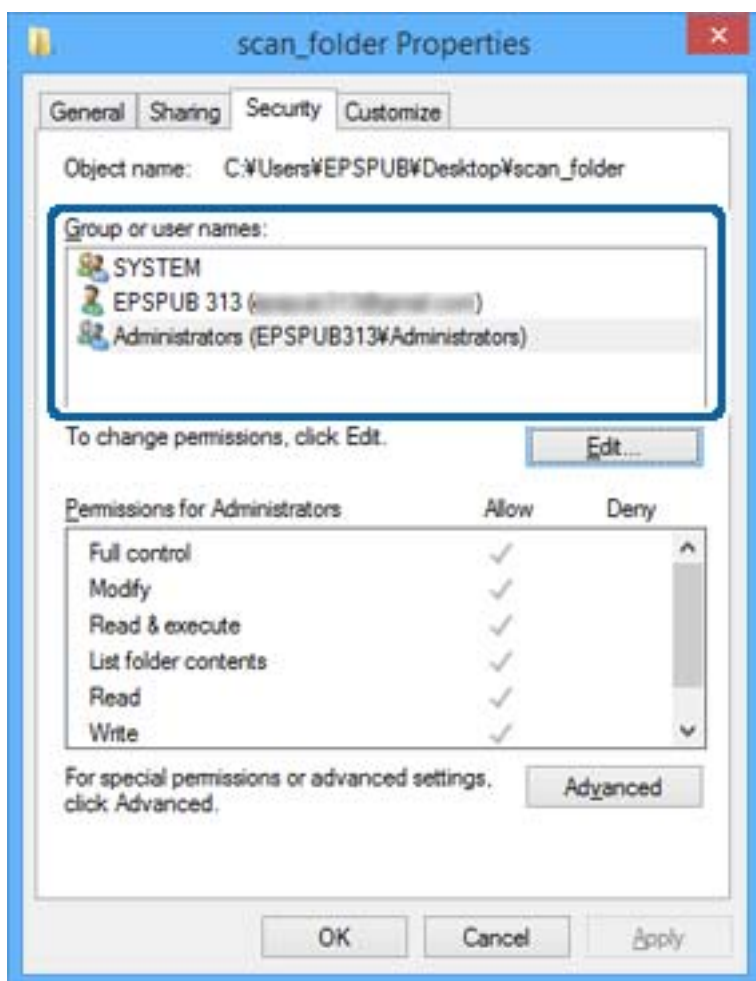 scan_folder Properties
General Sharing Security Customize
Object name: C:¥Users¥EPSPUB¥Desktop¥scan_folder
Group or user names:
SYSTEM
EPSPUB 313 ( )
Administrators (EPSPUB313¥Administrators)
To change permissions, click Edit.
Edit...
Permissions for Administrators Allow Deny
Full control
Modify
Read & execute
List folder contents
Read
Write
For special permissions or advanced settings,
click Advanced.
Advanced
OK Cancel Apply